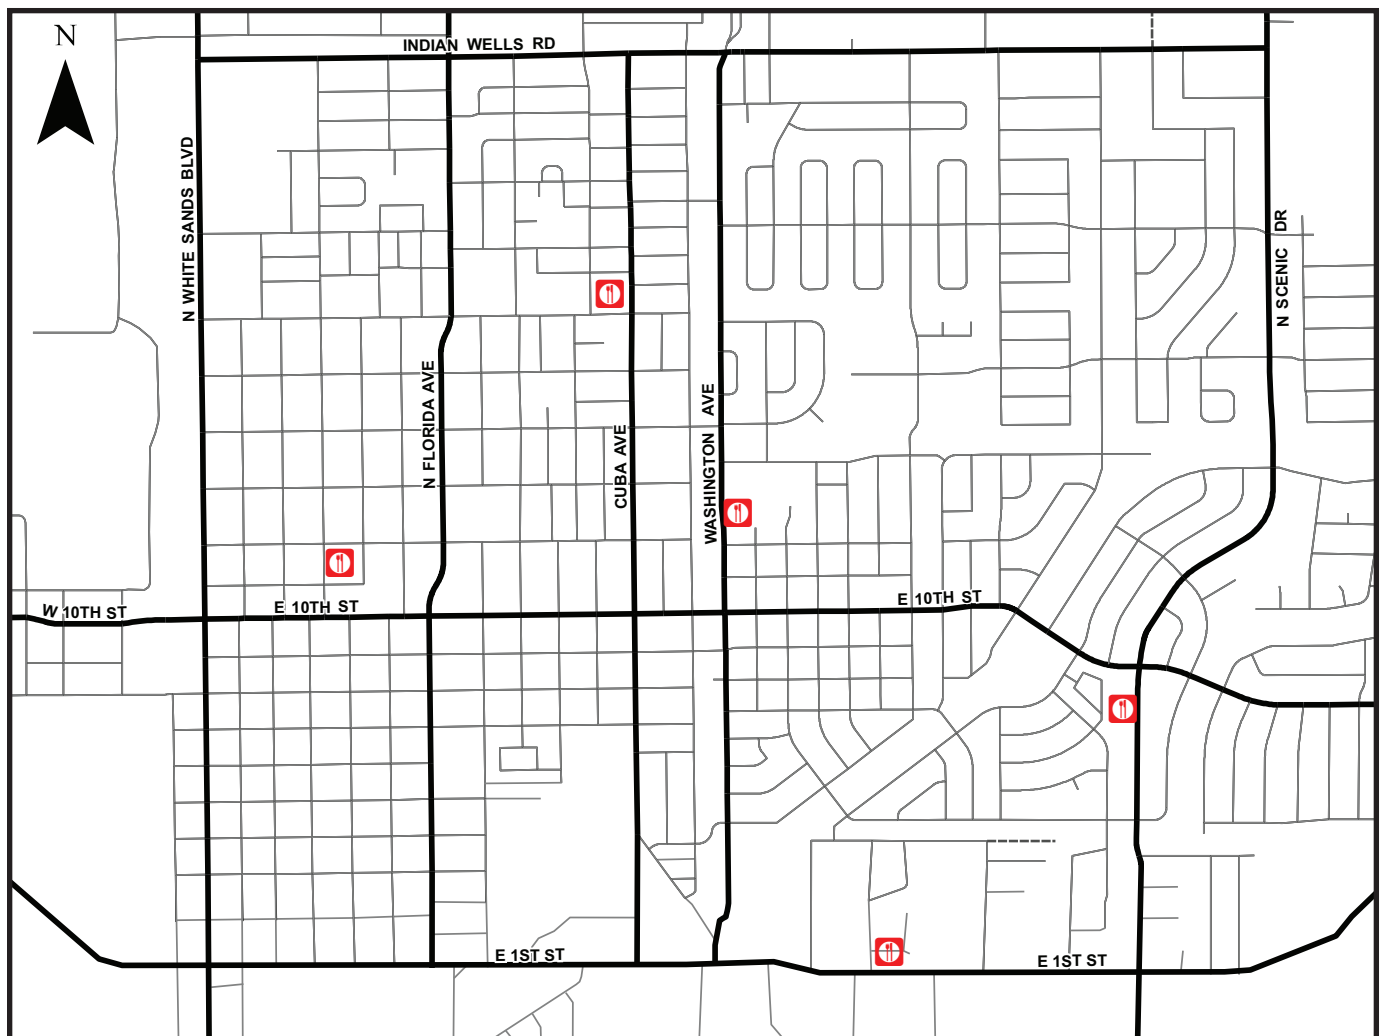 N
INDIAN WELLS RD
N WHITE SANDS BLVD
N SCENIC DR
N FLORIDA AVE
CUBA AVE
WASHINGTON AVE
W 10TH ST
E 10TH ST
E 10TH ST
E 1ST ST
E 1ST ST